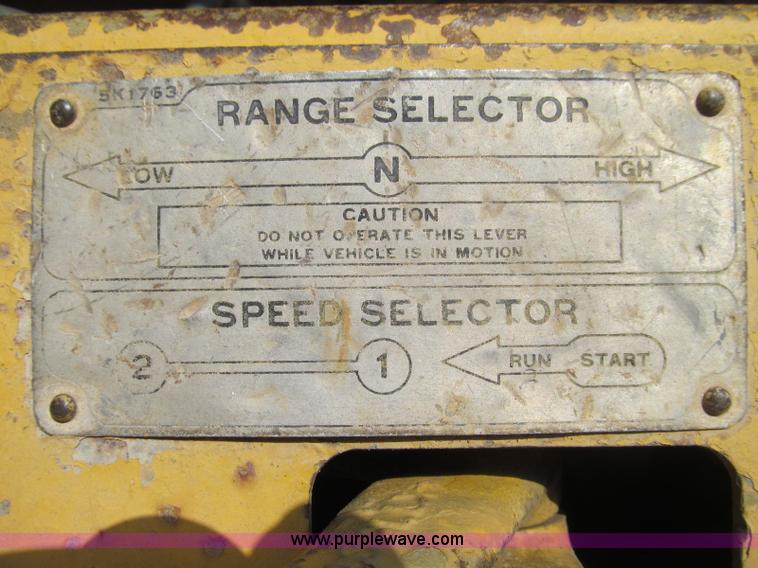 5K1763
RANGE SELECTOR
LOW N HIGH
CAUTION
DO NOT OPERATE THIS LEVER
WHILE VEHICLE IS IN MOTION
SPEED SELECTOR
2 1 RUN START
www.purplewave.com